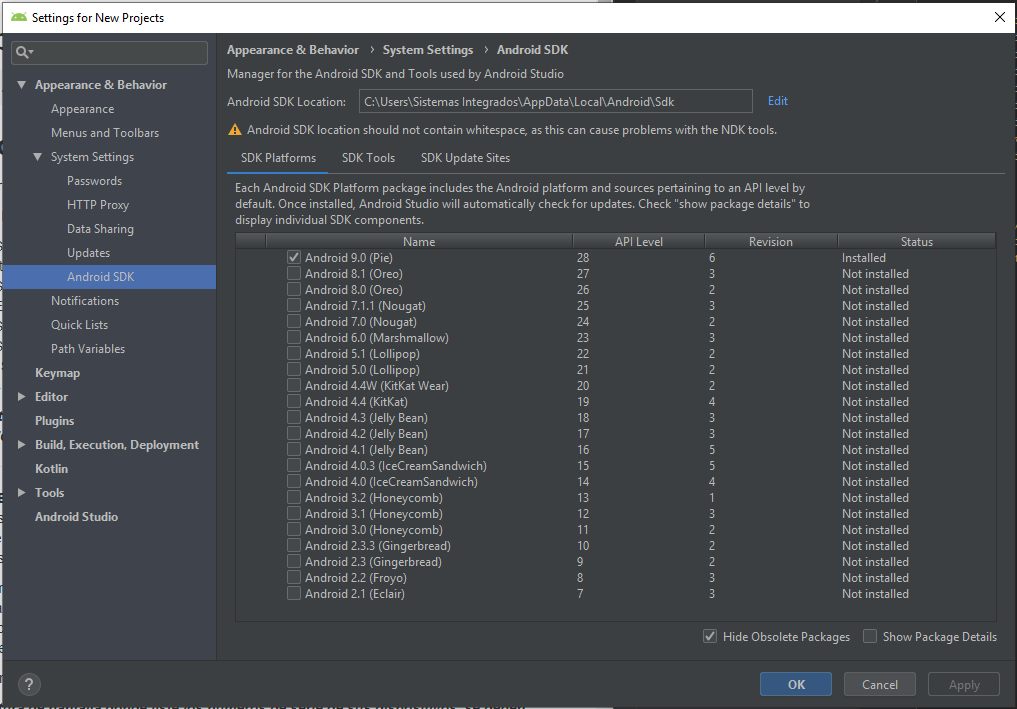 Settings for New Projects
Appearance & Behavior
Appearance
Menus and Toolbars
System Settings
Passwords
HTTP Proxy
Data Sharing
Updates
Android SDK
Notifications
Quick Lists
Path Variables
Keymap
Editor
Plugins
Build, Execution, Deployment
Kotlin
Tools
Android Studio
Appearance & Behavior › System Settings › Android SDK
Manager for the Android SDK and Tools used by Android Studio
Android SDK Location: C:\Users\Sistemas Integrados\AppData\Local\Android\Sdk Edit
Android SDK location should not contain whitespace, as this can cause problems with the NDK tools.
SDK Platforms SDK Tools SDK Update Sites
Each Android SDK Platform package includes the Android platform and sources pertaining to an API level by
default. Once installed, Android Studio will automatically check for updates. Check "show package details" to
display individual SDK components.
Name API Level Revision Status
Android 9.0 (Pie) 28 6 Installed
Android 8.1 (Oreo) 27 3 Not installed
Android 8.0 (Oreo) 26 2 Not installed
Android 7.1.1 (Nougat) 25 3 Not installed
Android 7.0 (Nougat) 24 2 Not installed
Android 6.0 (Marshmallow) 23 3 Not installed
Android 5.1 (Lollipop) 22 2 Not installed
Android 5.0 (Lollipop) 21 2 Not installed
Android 4.4W (KitKat Wear) 20 2 Not installed
Android 4.4 (KitKat) 19 4 Not installed
Android 4.3 (Jelly Bean) 18 3 Not installed
Android 4.2 (Jelly Bean) 17 3 Not installed
Android 4.1 (Jelly Bean) 16 5 Not installed
Android 4.0.3 (IceCreamSandwich) 15 5 Not installed
Android 4.0 (IceCreamSandwich) 14 4 Not installed
Android 3.2 (Honeycomb) 13 1 Not installed
Android 3.1 (Honeycomb) 12 3 Not installed
Android 3.0 (Honeycomb) 11 2 Not installed
Android 2.3.3 (Gingerbread) 10 2 Not installed
Android 2.3 (Gingerbread) 9 2 Not installed
Android 2.2 (Froyo) 8 3 Not installed
Android 2.1 (Eclair) 7 3 Not installed
Hide Obsolete Packages Show Package Details
? OK Cancel Apply